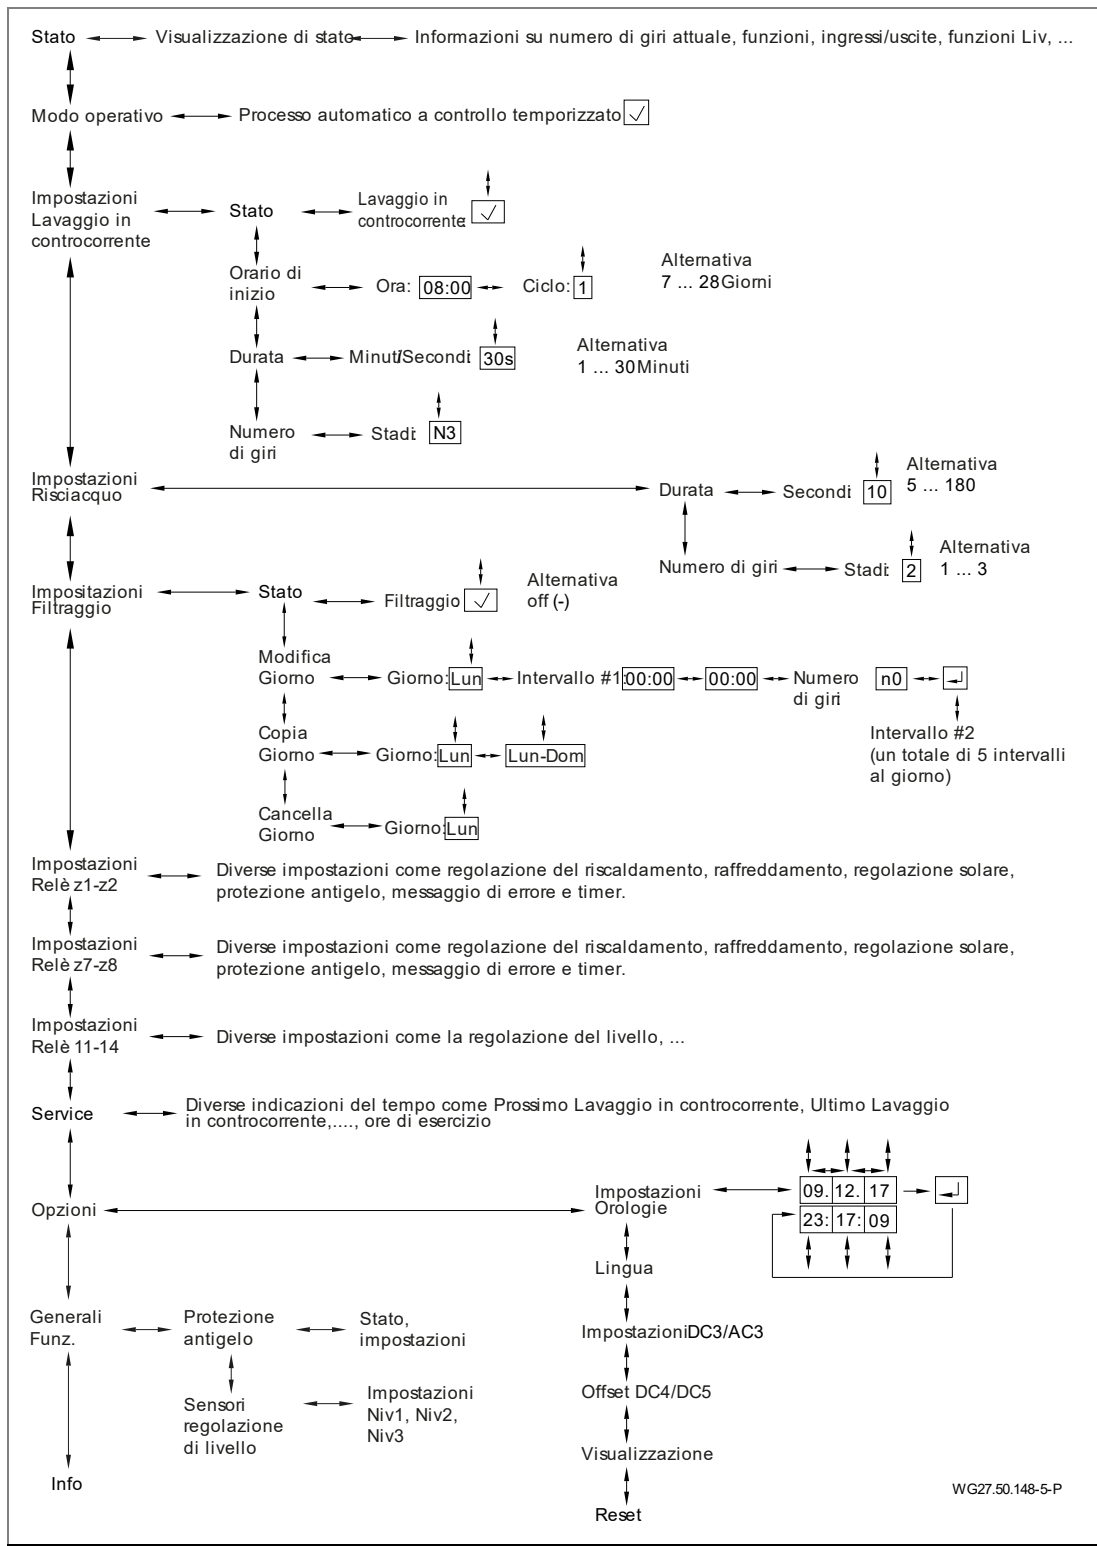 Stato Visualizzazione di stato Informazioni su numero di giri attuale, funzioni, ingressi/uscite, funzioni Liv, ...
Modo operativo Processo automatico a controllo temporizzato
Impostazioni
Lavaggio in
controcorrente
Stato
Lavaggio in
controcorrente:
Orario di
inizio
Ora: 08:00 Ciclo: 1
Alternativa
7 ... 28 Giorni
Durata Minuti/Secondi: 30s
Alternativa
1 ... 30 Minuti
Numero
di giri
Stadi: N3
Impostazioni
Risciacquo
Durata Secondi: 10
Alternativa
5 ... 180
Numero di giri Stadi: 2
Alternativa
1 ... 3
Impositazioni
Filtraggio
Stato
Filtraggio
Alternativa
off (-)
Modifica
Giorno
Giorno: Lun Intervallo #1: 00:00 00:00
Numero
di giri:
n0
Intervallo #2
(un totale di 5 intervalli
al giorno)
Copia
Giorno
Giorno: Lun Lun-Dom
Cancella
Giorno
Giorno: Lun
Impostazioni
Relè z1-z2
Diverse impostazioni come regolazione del riscaldamento, raffreddamento, regolazione solare,
protezione antigelo, messaggio di errore e timer.
Impostazioni
Relè z7-z8
Diverse impostazioni come regolazione del riscaldamento, raffreddamento, regolazione solare,
protezione antigelo, messaggio di errore e timer.
Impostazioni
Relè 11-14
Diverse impostazioni come la regolazione del livello, ...
Service
Diverse indicazioni del tempo come Prossimo Lavaggio in controcorrente, Ultimo Lavaggio
in controcorrente,...., ore di esercizio
Opzioni
Impostazioni
Orologie
09. 12. 17
23: 17: 09
Lingua
Impostazioni DC3/AC3
Offset DC4/DC5
Visualizzazione
Reset
Generali
Funz.
Protezione
antigelo
Stato,
impostazioni
Sensori
regolazione
di livello
Impostazioni
Niv1, Niv2,
Niv3
Info
WG27.50.148-5-P